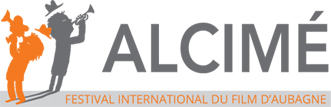 ALCIMÉ
FESTIVAL INTERNATIONAL DU FILM D'AUBAGNE